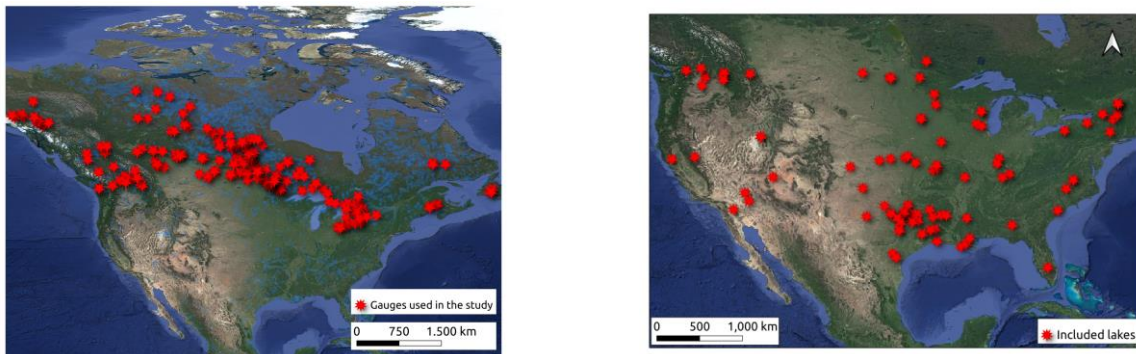 Gauges used in the study
0 750 1.500 km
0 500 1,000 km
Included lakes